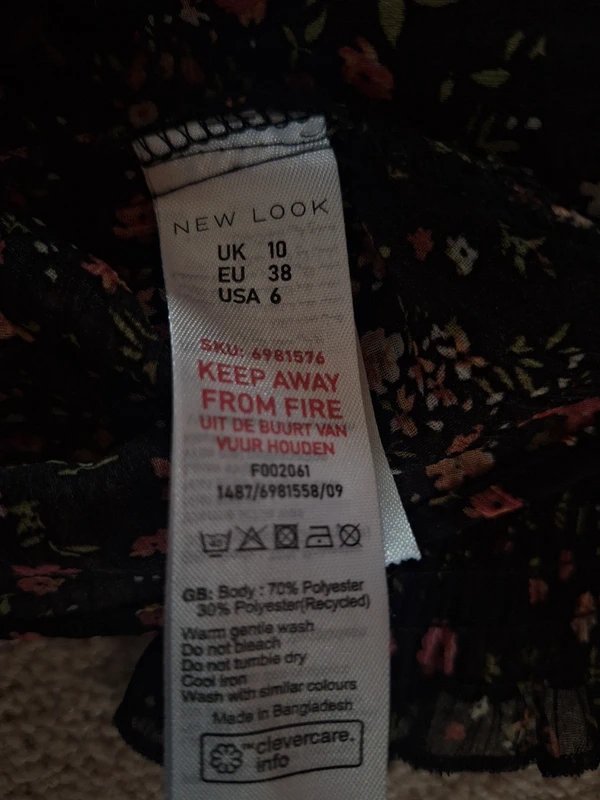 NEW LOOK
UK 10
EU 38
USA 6
SKU: 6981576
KEEP AWAY
FROM FIRE
UIT DE BUURT VAN
VUUR HOUDEN
F002061
1487/6981558/09
GB: Body : 70% Polyester
30% Polyester(Recycled)
Warm gentle wash
Do not bleach
Do not tumble dry
Cool iron
Wash with similar colours
Made in Bangladesh
™clevercare.
info